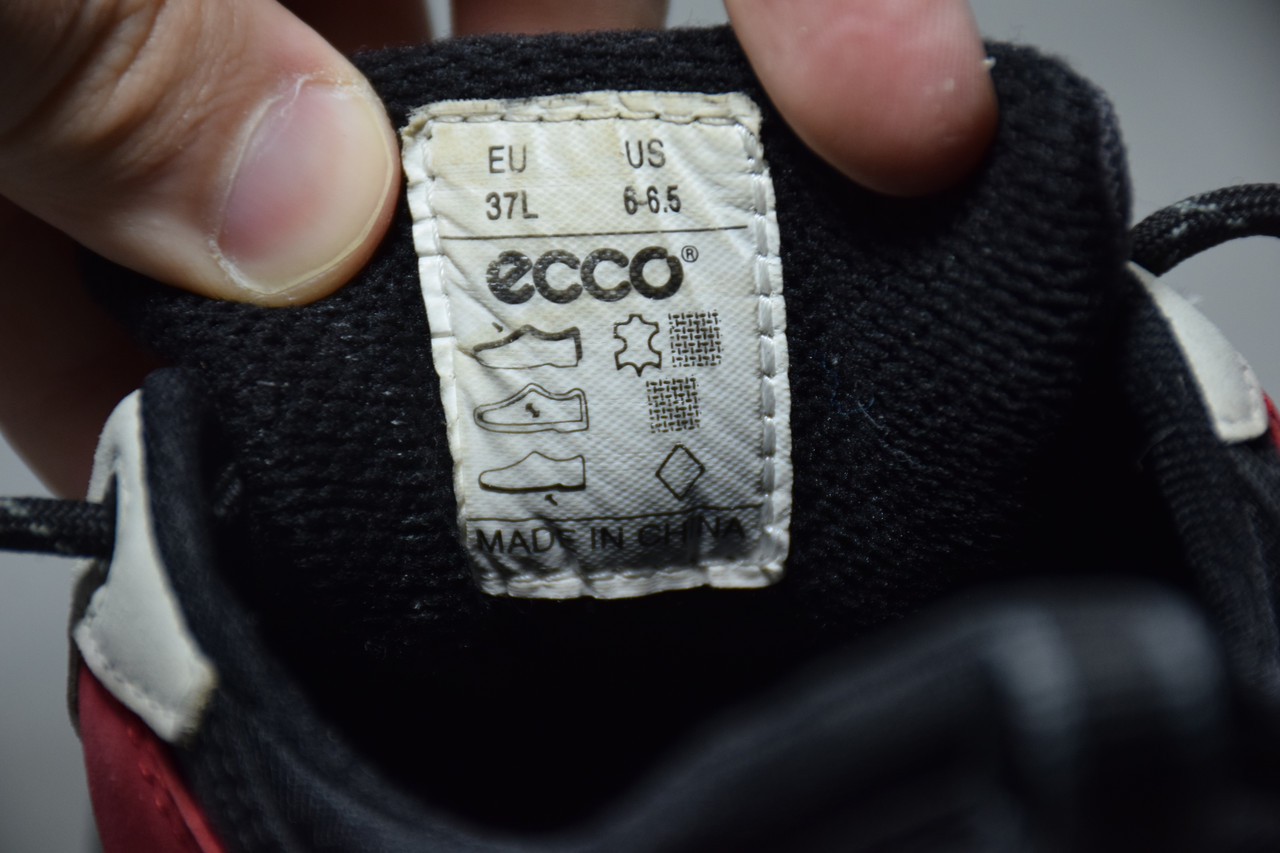 EU US
37L 6-6.5
ecco®
MADE IN CHINA